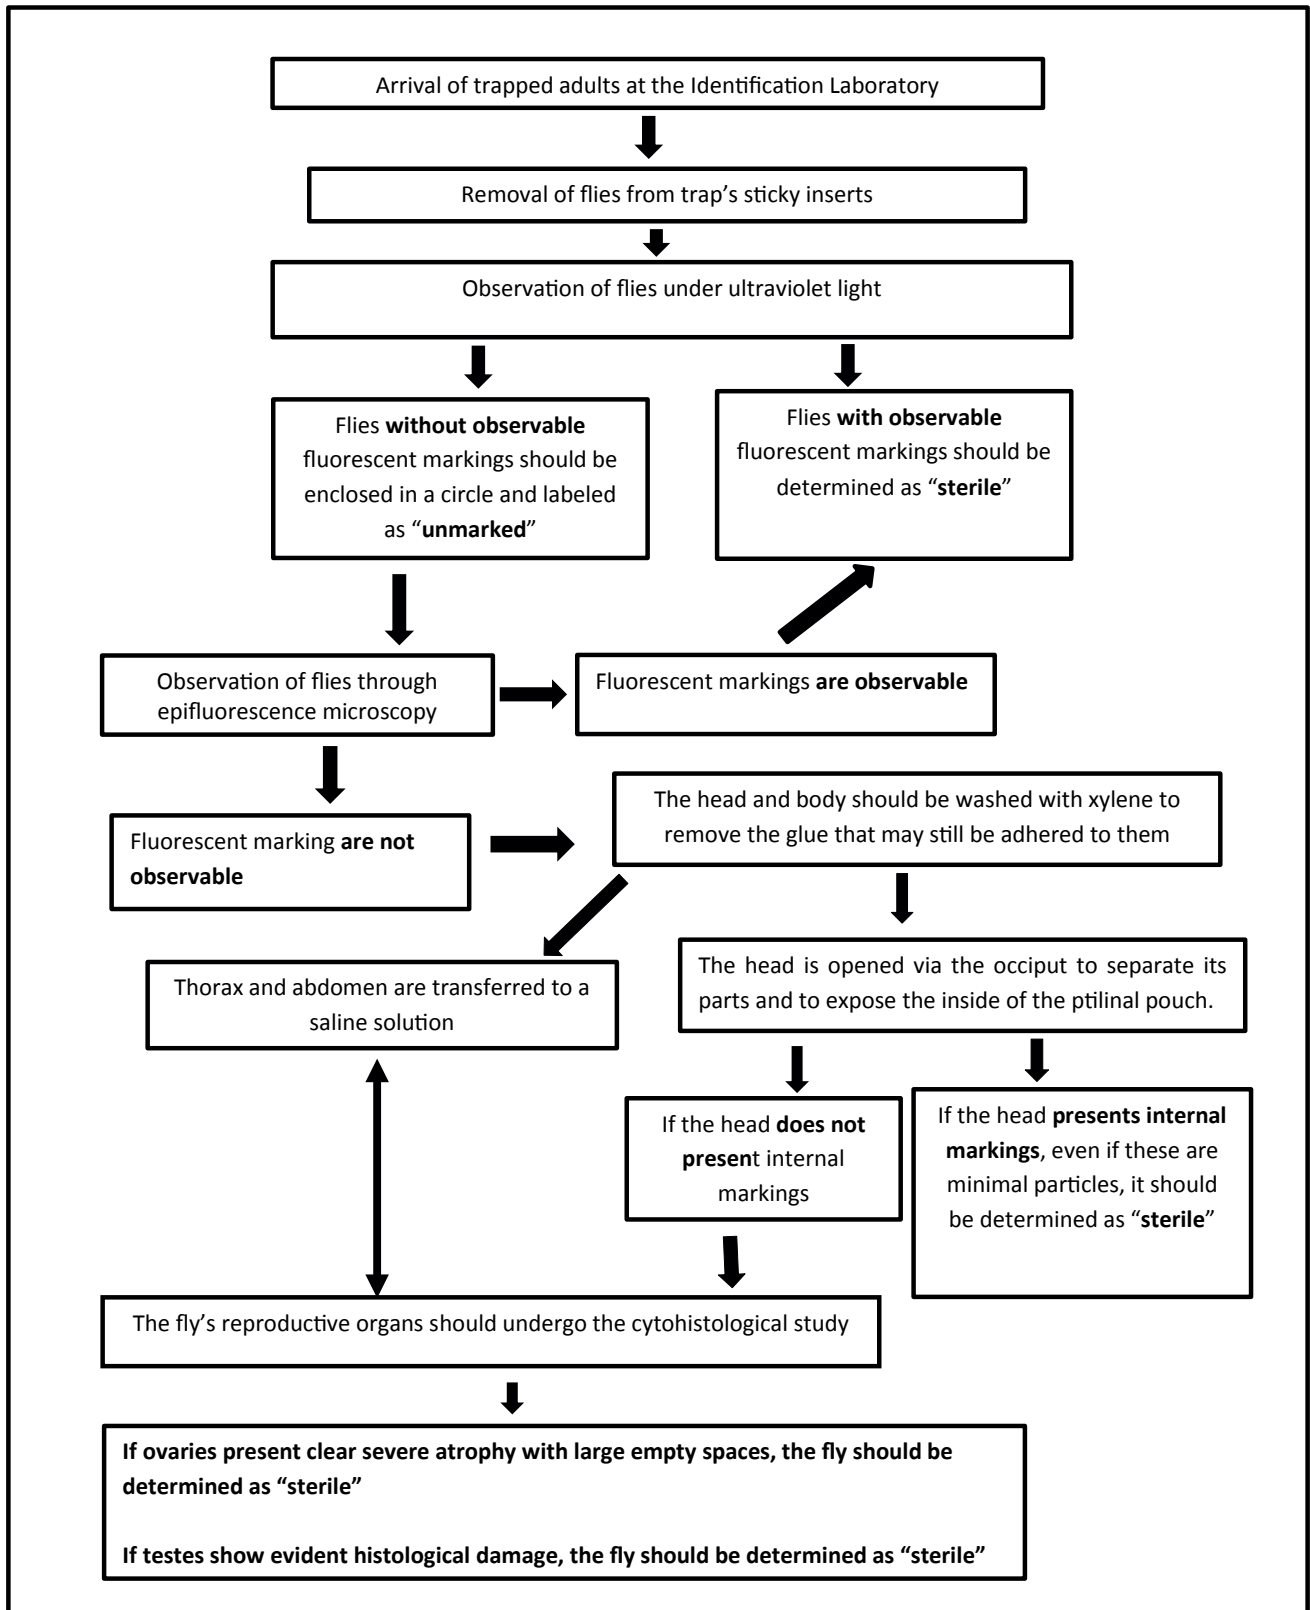 Arrival of trapped adults at the Identification Laboratory
Removal of flies from trap’s sticky inserts
Observation of flies under ultraviolet light
Flies without observable
fluorescent markings should be
enclosed in a circle and labeled
as “unmarked”
Flies with observable
fluorescent markings should be
determined as “sterile”
Observation of flies through
epifluorescence microscopy
Fluorescent markings are observable
Fluorescent marking are not
observable
The head and body should be washed with xylene to
remove the glue that may still be adhered to them
Thorax and abdomen are transferred to a
saline solution
The head is opened via the occiput to separate its
parts and to expose the inside of the ptilinal pouch.
If the head does not
present internal
markings
If the head presents internal
markings, even if these are
minimal particles, it should
be determined as “sterile”
The fly’s reproductive organs should undergo the cytohistological study
If ovaries present clear severe atrophy with large empty spaces, the fly should be
determined as “sterile”
If testes show evident histological damage, the fly should be determined as “sterile”